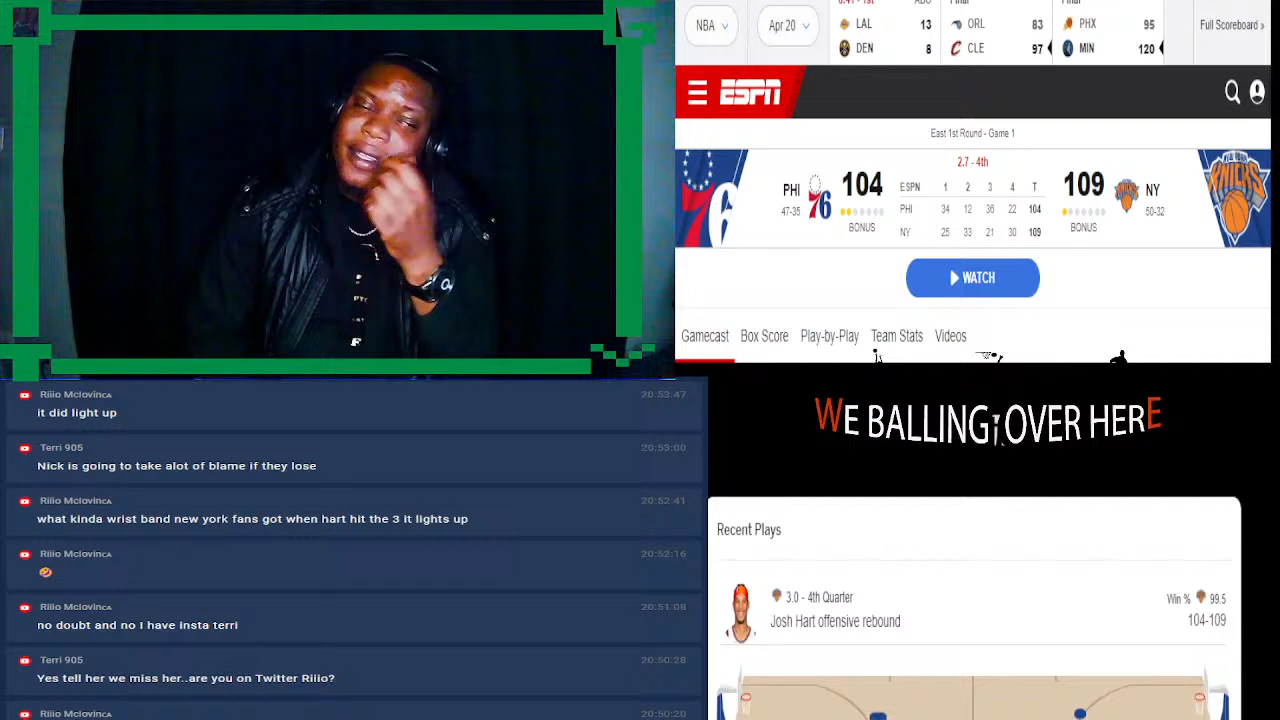 NBA
Apr 20
LAL 13
DEN 8
ORL 83
CLE 97
PHX 95
MIN 120
Full Scoreboard »
ESPN
East 1st Round - Game 1
2.7 - 4th
PHI
47-35
76
104
BONUS
ESPN 1 2 3 4 T
PHI 34 12 36 22 104
NY 25 33 21 30 109
109
BONUS
NY
50-32
KNICKS
WATCH
Gamecast Box Score Play-by-Play Team Stats Videos
WE BALLING OVER HERE
Riiio Mclovinca 20:53:47
it did light up
Terri 905 20:53:00
Nick is going to take alot of blame if they lose
Riiio Mclovinca 20:52:41
what kinda wrist band new york fans got when hart hit the 3 it lights up
Riiio Mclovinca 20:52:16
🤣
Riiio Mclovinca 20:51:08
no doubt and no I have insta terri
Terri 905 20:50:28
Yes tell her we miss her..are you on Twitter Riiio?
Riiio Mclovinca 20:50:20
Recent Plays
3.0 - 4th Quarter
Josh Hart offensive rebound
Win % 99.5
104-109